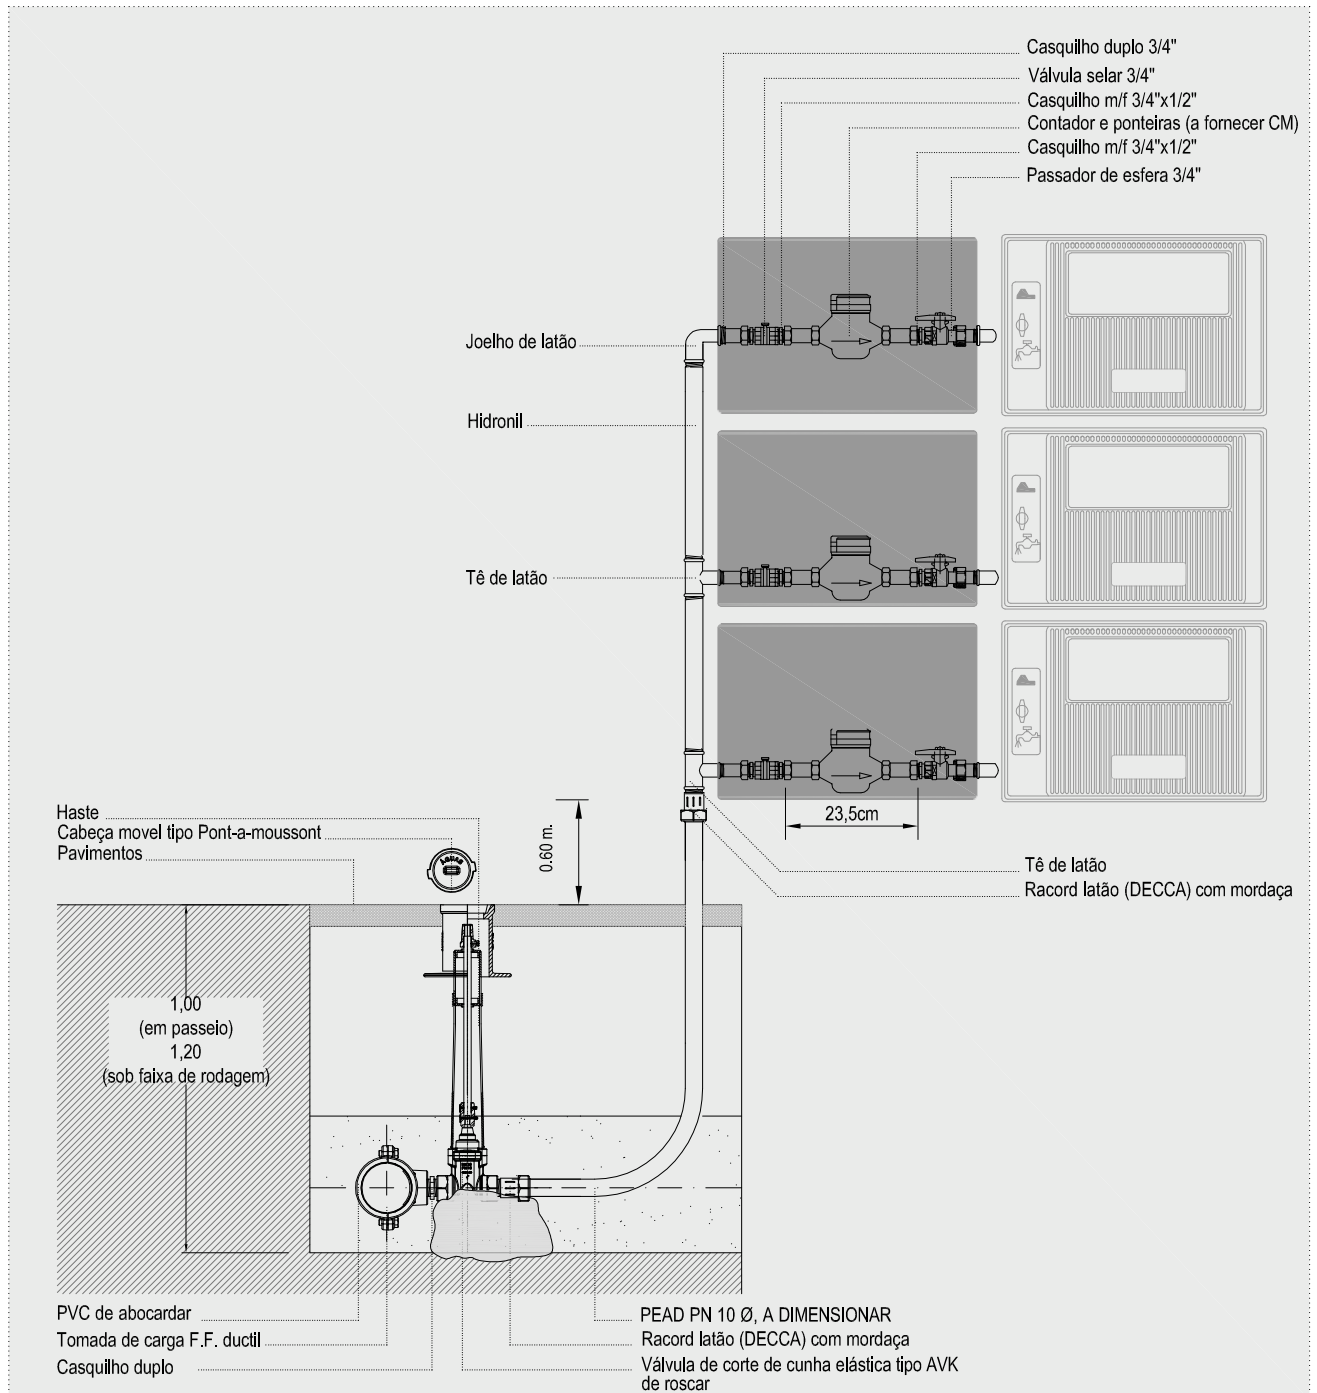 Casquilho duplo 3/4"
Válvula selar 3/4"
Casquilho m/f 3/4"x1/2"
Contador e ponteiras (a fornecer CM)
Casquilho m/f 3/4"x1/2"
Passador de esfera 3/4"
Joelho de latão
Hidronil
Tê de latão
23,5cm
0.60 m.
Haste
Cabeça movel tipo Pont-a-moussont
Pavimentos
AGUAS
Tê de latão
Racord latão (DECCA) com mordaça
1,00
(em passeio)
1,20
(sob faixa de rodagem)
PVC de abocardar
Tomada de carga F.F. ductil
Casquilho duplo
PEAD PN 10 Ø, A DIMENSIONAR
Racord latão (DECCA) com mordaça
Válvula de corte de cunha elástica tipo AVK
de roscar